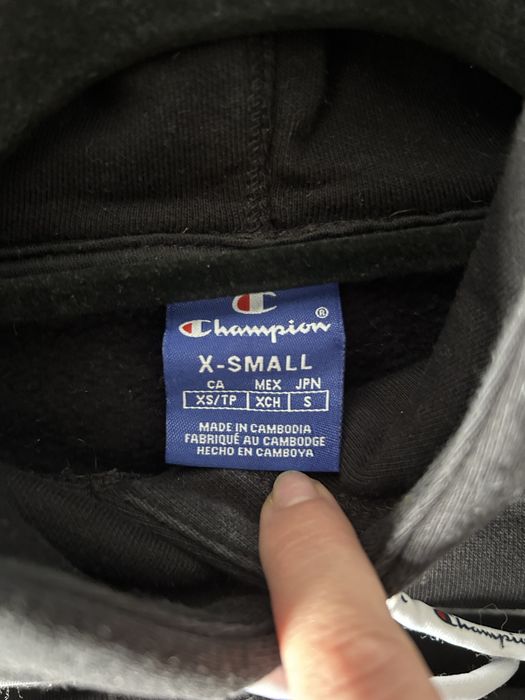 Champion®
X-SMALL
CA MEX JPN
XS/TP XCH S
MADE IN CAMBODIA
FABRIQUÉ AU CAMBODGE
HECHO EN CAMBOYA
Champion